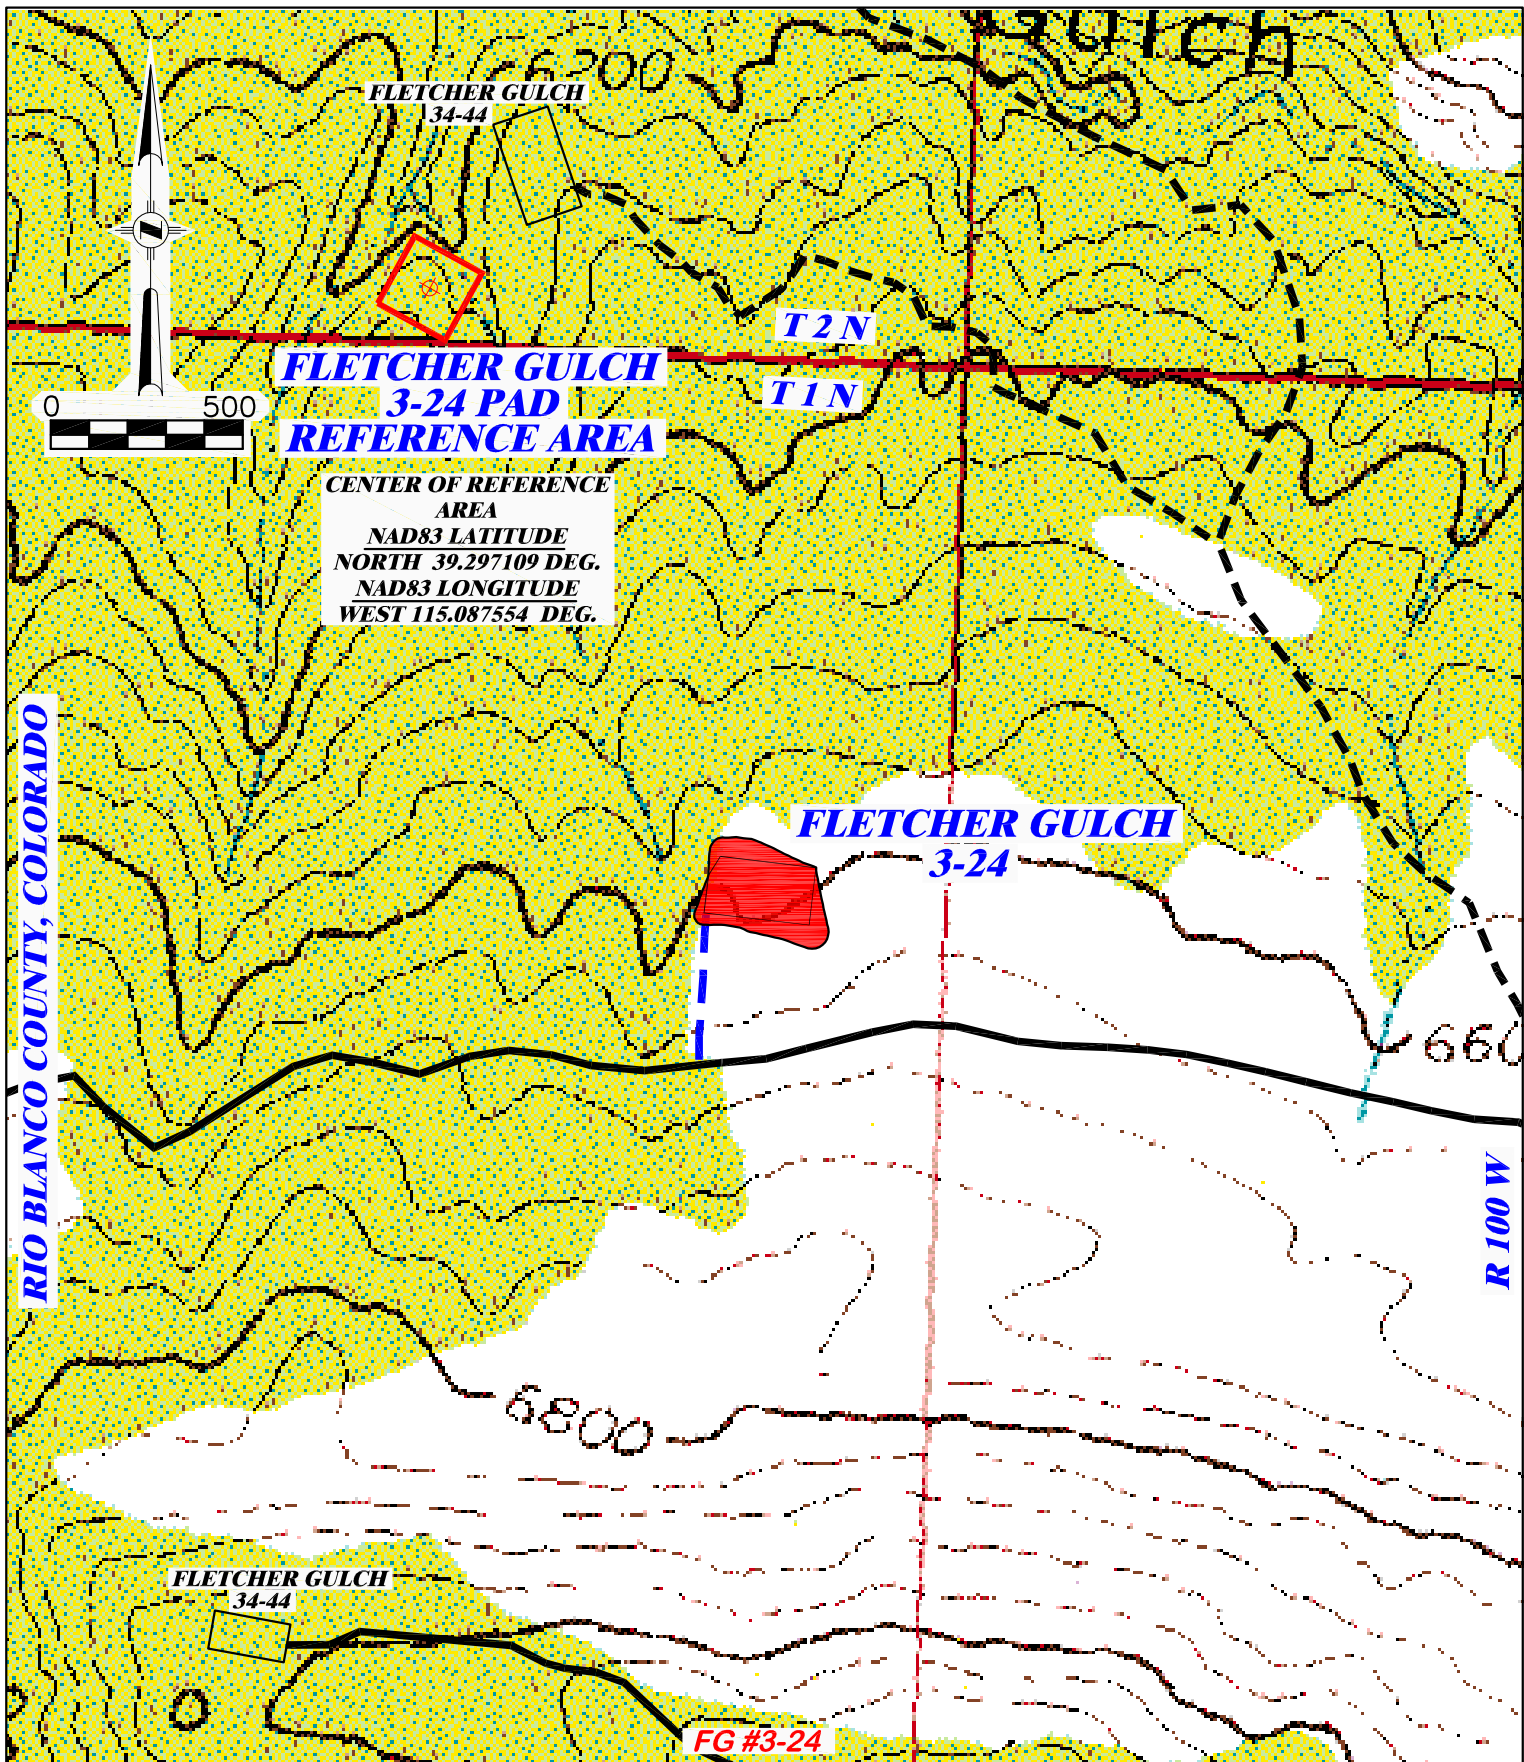 Gulch
6200
FLETCHER GULCH
34-44
T 2 N
T 1 N
FLETCHER GULCH
3-24 PAD
REFERENCE AREA
0 500
CENTER OF REFERENCE
AREA
NAD83 LATITUDE
NORTH 39.297109 DEG.
NAD83 LONGITUDE
WEST 115.087554 DEG.
RIO BLANCO COUNTY, COLORADO
FLETCHER GULCH
3-24
660
R 100 W
6800
FLETCHER GULCH
34-44
0
FG #3-24